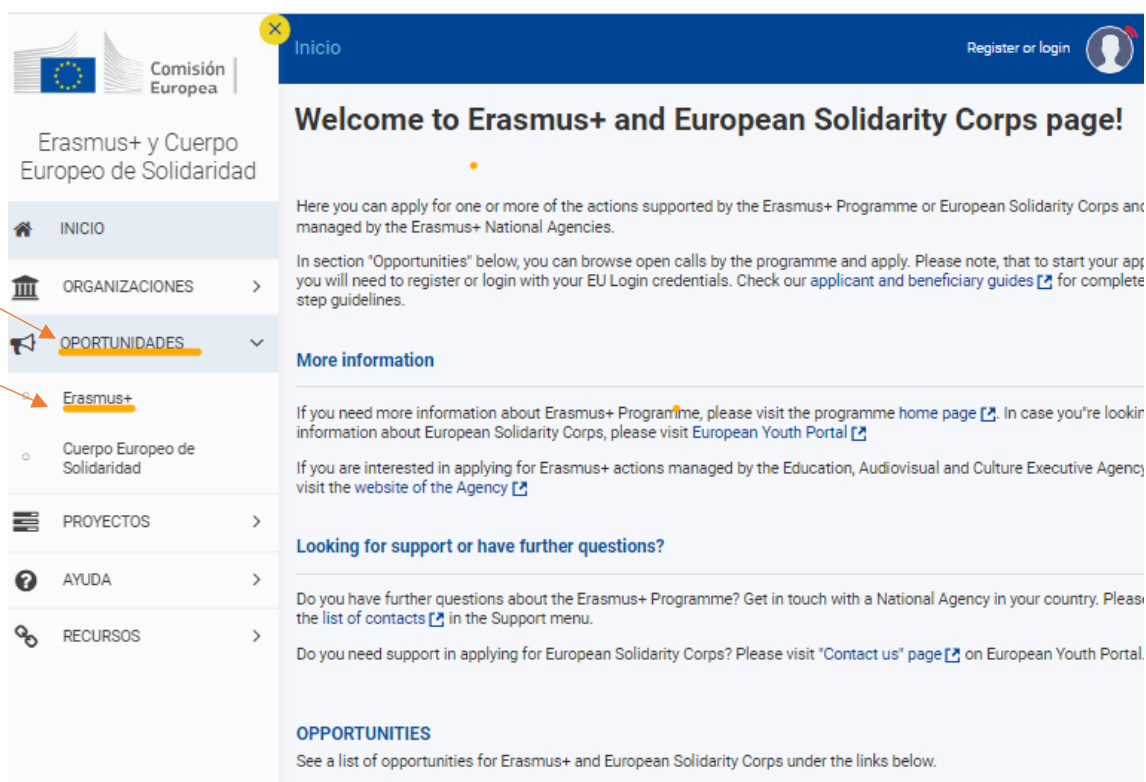 Comisión
Europea
Erasmus+ y Cuerpo
Europeo de Solidaridad
INICIO
ORGANIZACIONES
OPORTUNIDADES
Erasmus+
Cuerpo Europeo de
Solidaridad
PROYECTOS
AYUDA
RECURSOS
Inicio
Register or login
Welcome to Erasmus+ and European Solidarity Corps page!
Here you can apply for one or more of the actions supported by the Erasmus+ Programme or European Solidarity Corps and
managed by the Erasmus+ National Agencies.
In section "Opportunities" below, you can browse open calls by the programme and apply. Please note, that to start your app
you will need to register or login with your EU Login credentials. Check our applicant and beneficiary guides for complete
step guidelines.
More information
If you need more information about Erasmus+ Programme, please visit the programme home page. In case you"re lookin
information about European Solidarity Corps, please visit European Youth Portal
If you are interested in applying for Erasmus+ actions managed by the Education, Audiovisual and Culture Executive Agency
visit the website of the Agency
Looking for support or have further questions?
Do you have further questions about the Erasmus+ Programme? Get in touch with a National Agency in your country. Please
the list of contacts in the Support menu.
Do you need support in applying for European Solidarity Corps? Please visit "Contact us" page on European Youth Portal.
OPPORTUNITIES
See a list of opportunities for Erasmus+ and European Solidarity Corps under the links below.